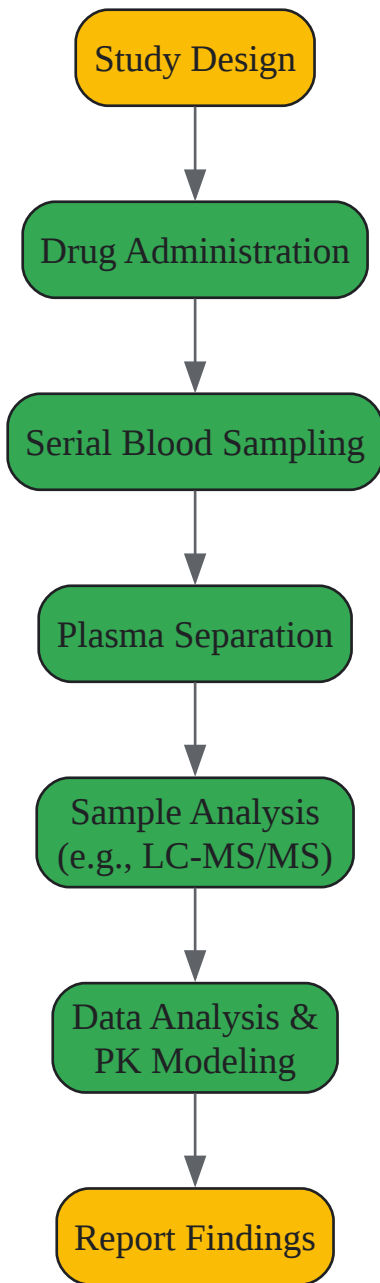 Study Design
Drug Administration
Serial Blood Sampling
Plasma Separation
Sample Analysis
(e.g., LC-MS/MS)
Data Analysis &
PK Modeling
Report Findings